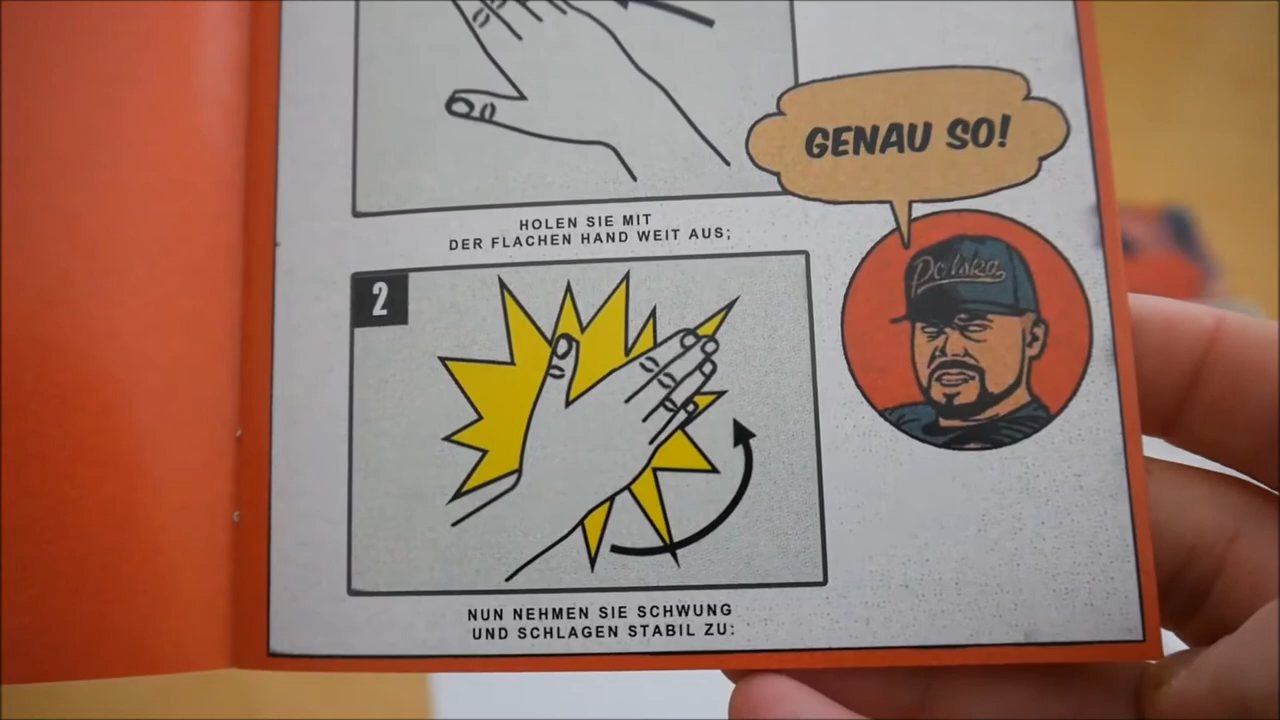 GENAU SO!
HOLEN SIE MIT
DER FLACHEN HAND WEIT AUS;
2
Polska
NUN NEHMEN SIE SCHWUNG
UND SCHLAGEN STABIL ZU: